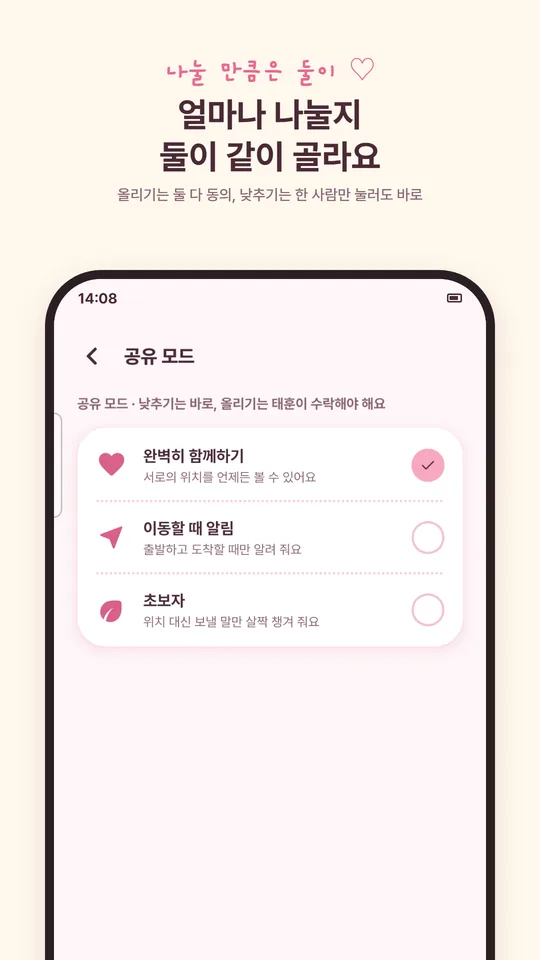 나눌 만큼은 둘이 ♡
얼마나 나눌지
둘이 같이 골라요
올리기는 둘 다 동의, 낮추기는 한 사람만 눌러도 바로
14:08
공유 모드
공유 모드 · 낮추기는 바로, 올리기는 태훈이 수락해야 해요
완벽히 함께하기
서로의 위치를 언제든 볼 수 있어요
이동할 때 알림
출발하고 도착할 때만 알려 줘요
초보자
위치 대신 보낼 말만 살짝 챙겨 줘요